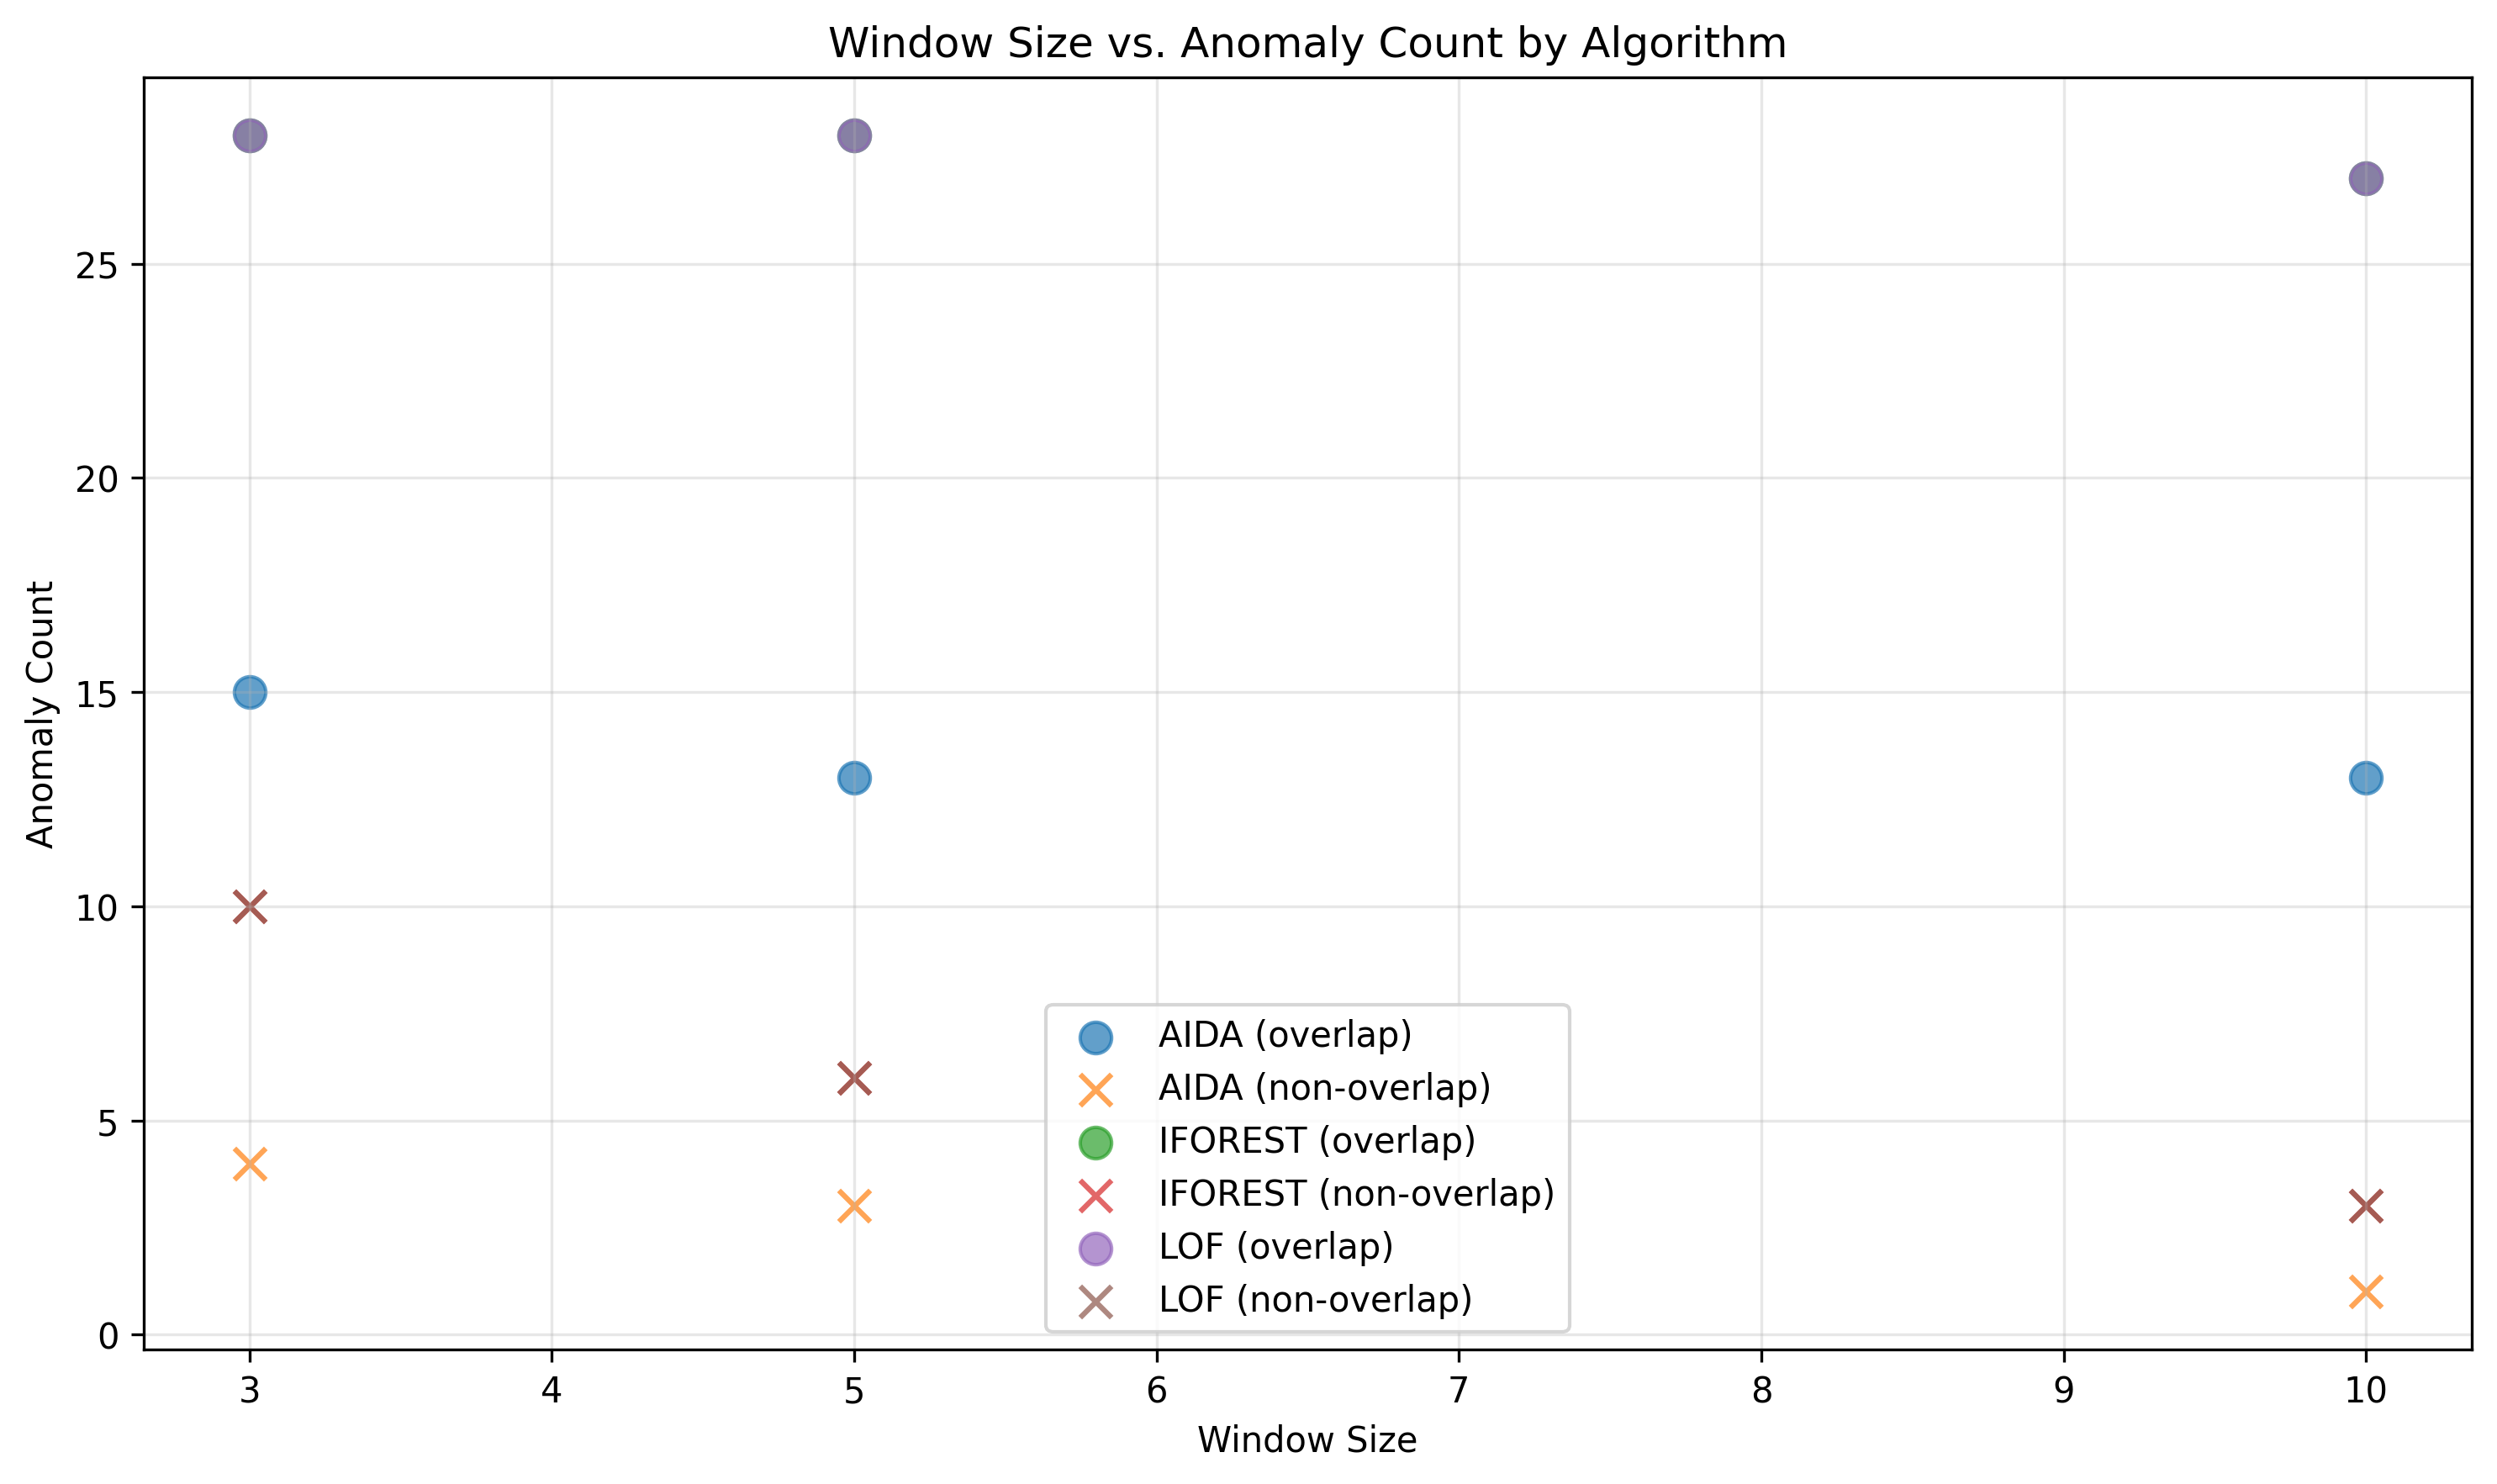 Window Size vs. Anomaly Count by Algorithm
Anomaly Count
25
20
15
10
5
0
AIDA (overlap)
AIDA (non-overlap)
IFOREST (overlap)
IFOREST (non-overlap)
LOF (overlap)
LOF (non-overlap)
3 4 5 6 7 8 9 10
Window Size